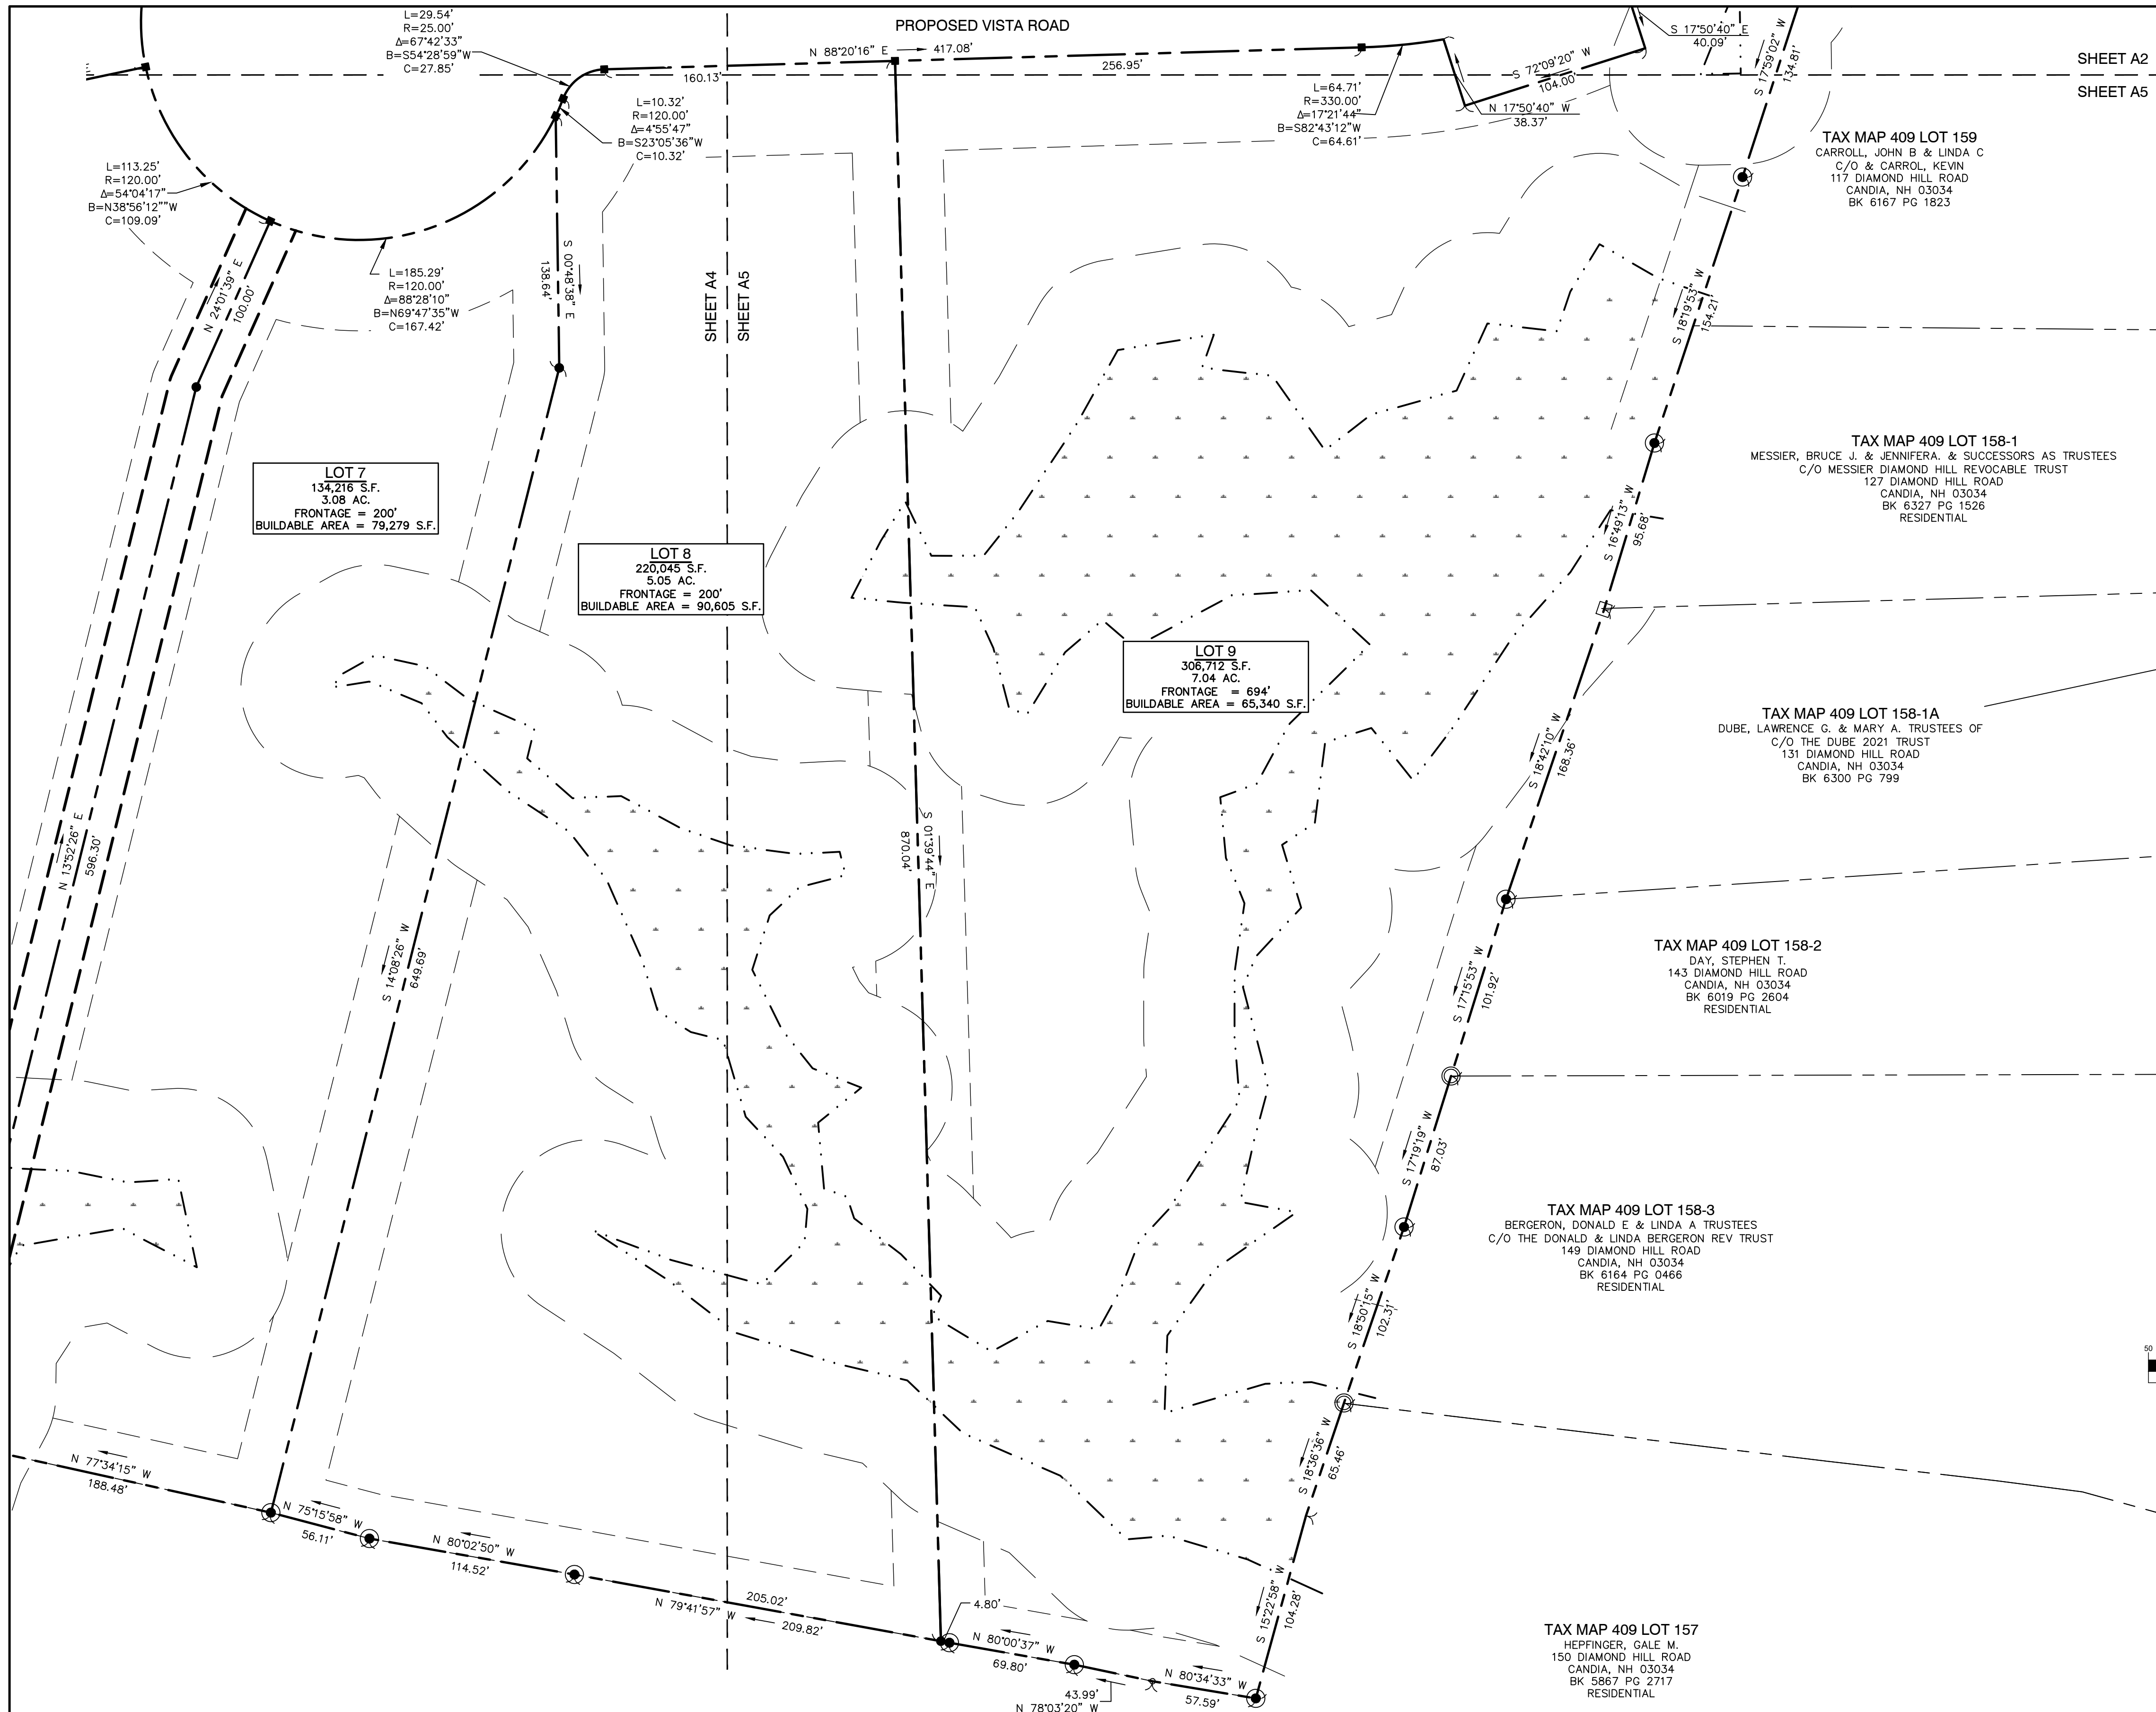 PROPOSED VISTA ROAD
L=29.54'
R=25.00'
Δ=67°42'33"
B=S54°28'59"W
C=27.85'
N 88°20'16" E
417.08'
160.13'
256.95'
S 17°50'40" E
40.09'
S 72°09'20" W
104.00'
N 17°50'40" W
38.37'
S 17°59'02" W
134.81'
SHEET A2
SHEET A5
L=10.32'
R=120.00'
Δ=4°55'47"
B=S23°05'36"W
C=10.32'
L=64.71'
R=330.00'
Δ=17°21'44"
B=S82°43'12"W
C=64.61'
L=113.25'
R=120.00'
Δ=54°04'17"
B=N38°56'12""W
C=109.09'
L=185.29'
R=120.00'
Δ=88°28'10"
B=N69°47'35"W
C=167.42'
N 24°01'39" E
100.00'
S 00°48'38" E
138.64'
SHEET A4
SHEET A5
TAX MAP 409 LOT 159
CARROLL, JOHN B & LINDA C
C/O & CARROL, KEVIN
117 DIAMOND HILL ROAD
CANDIA, NH 03034
BK 6167 PG 1823
S 18°19'53" W
154.21'
TAX MAP 409 LOT 158-1
MESSIER, BRUCE J. & JENNIFERA. & SUCCESSORS AS TRUSTEES
C/O MESSIER DIAMOND HILL REVOCABLE TRUST
127 DIAMOND HILL ROAD
CANDIA, NH 03034
BK 6327 PG 1526
RESIDENTIAL
LOT 7
134,216 S.F.
3.08 AC.
FRONTAGE = 200'
BUILDABLE AREA = 79,279 S.F.
LOT 8
220,045 S.F.
5.05 AC.
FRONTAGE = 200'
BUILDABLE AREA = 90,605 S.F.
LOT 9
306,712 S.F.
7.04 AC.
FRONTAGE = 694'
BUILDABLE AREA = 65,340 S.F.
S 16°49'13" W
95.68'
S 18°42'10" W
168.36'
TAX MAP 409 LOT 158-1A
DUBE, LAWRENCE G. & MARY A. TRUSTEES OF
C/O THE DUBE 2021 TRUST
131 DIAMOND HILL ROAD
CANDIA, NH 03034
BK 6300 PG 799
N 13°52'26" E
596.30'
S 01°39'44" E
870.04'
S 14°08'26" W
649.69'
S 17°15'53" W
101.92'
TAX MAP 409 LOT 158-2
DAY, STEPHEN T.
143 DIAMOND HILL ROAD
CANDIA, NH 03034
BK 6019 PG 2604
RESIDENTIAL
S 17°19'19" W
87.03'
TAX MAP 409 LOT 158-3
BERGERON, DONALD E & LINDA A TRUSTEES
C/O THE DONALD & LINDA BERGERON REV TRUST
149 DIAMOND HILL ROAD
CANDIA, NH 03034
BK 6164 PG 0466
RESIDENTIAL
S 18°50'15" W
102.31'
50
S 18°36'36" W
65.46'
N 77°34'15" W
188.48'
N 75°15'58" W
56.11'
N 80°02'50" W
114.52'
205.02'
N 79°41'57" W
209.82'
4.80'
N 80°00'37" W
69.80'
43.99'
N 78°03'20" W
N 80°34'33" W
57.59'
S 15°22'58" W
104.28'
TAX MAP 409 LOT 157
HEPFINGER, GALE M.
150 DIAMOND HILL ROAD
CANDIA, NH 03034
BK 5867 PG 2717
RESIDENTIAL